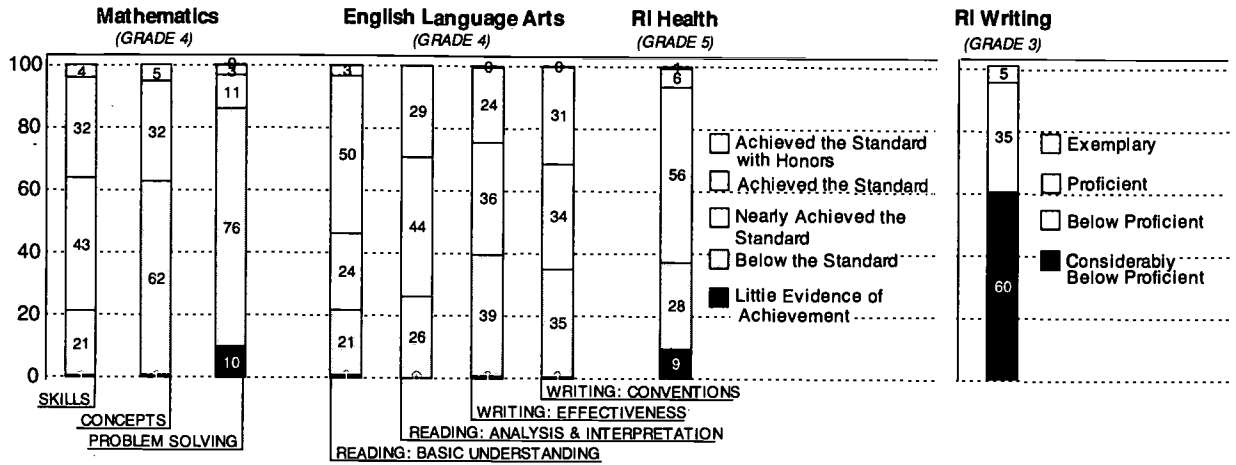 Mathematics
(GRADE 4)
English Language Arts
(GRADE 4)
RI Health
(GRADE 5)
RI Writing
(GRADE 3)
100
80
60
40
20
0
4
32
43
21
5
32
62
3
11
76
10
3
50
24
21
29
44
26
0
24
36
39
0
31
34
35
1
6
56
28
9
Achieved the Standard
with Honors
Achieved the Standard
Nearly Achieved the
Standard
Below the Standard
Little Evidence of
Achievement
5
35
60
Exemplary
Proficient
Below Proficient
Considerably
Below Proficient
SKILLS
CONCEPTS
PROBLEM SOLVING
WRITING: CONVENTIONS
WRITING: EFFECTIVENESS
READING: ANALYSIS & INTERPRETATION
READING: BASIC UNDERSTANDING